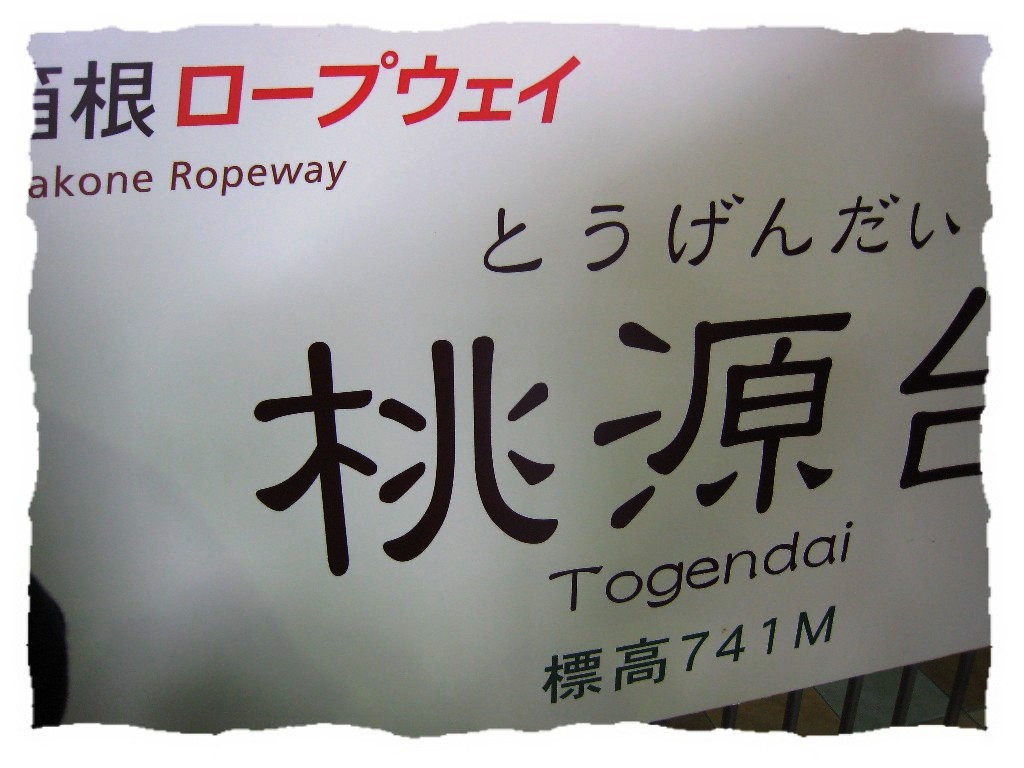 箱根ロープウェイ
akone Ropeway
とうげんだい
桃源台
Togendai
標高741M